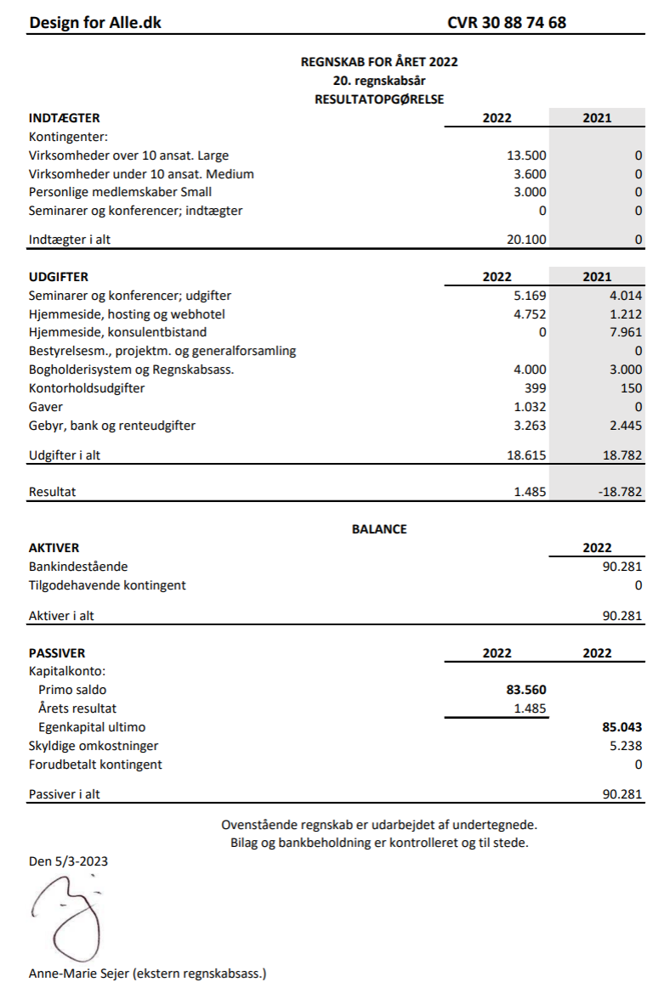 Design for Alle.dk CVR 30 88 74 68
REGNSKAB FOR ÅRET 2022
20. regnskabsår
RESULTATOPGØRELSE
INDTÆGTER 2022 2021
Kontingenter:
Virksomheder over 10 ansat. Large 13.500 0
Virksomheder under 10 ansat. Medium 3.600 0
Personlige medlemskaber Small 3.000 0
Seminarer og konferencer; indtægter 0 0
Indtægter i alt 20.100 0
UDGIFTER 2022 2021
Seminarer og konferencer; udgifter 5.169 4.014
Hjemmeside, hosting og webhotel 4.752 1.212
Hjemmeside, konsulentbistand 0 7.961
Bestyrelsesm., projektm. og generalforsamling 0
Bogholderisystem og Regnskabsass. 4.000 3.000
Kontorholdsudgifter 399 150
Gaver 1.032 0
Gebyr, bank og renteudgifter 3.263 2.445
Udgifter i alt 18.615 18.782
Resultat 1.485 -18.782
BALANCE
AKTIVER 2022
Bankindestående 90.281
Tilgodehavende kontingent 0
Aktiver i alt 90.281
PASSIVER 2022 2022
Kapitalkonto:
Primo saldo 83.560
Årets resultat 1.485
Egenkapital ultimo 85.043
Skyldige omkostninger 5.238
Forudbetalt kontingent 0
Passiver i alt 90.281
Ovenstående regnskab er udarbejdet af undertegnede.
Bilag og bankbeholdning er kontrolleret og til stede.
Den 5/3-2023
Anne-Marie Sejer (ekstern regnskabsass.)